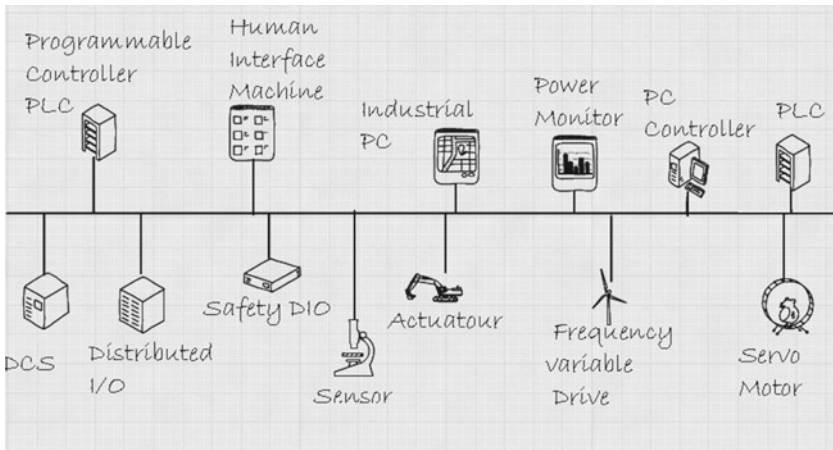 Programmable
Controller
PLC
Human
Interface
Machine
Industrial
PC
Power
Monitor
PC
Controller
PLC
DCS
Distributed
I/O
Safety DIO
Sensor
Actuatour
Frequency
variable
Drive
Servo
Motor